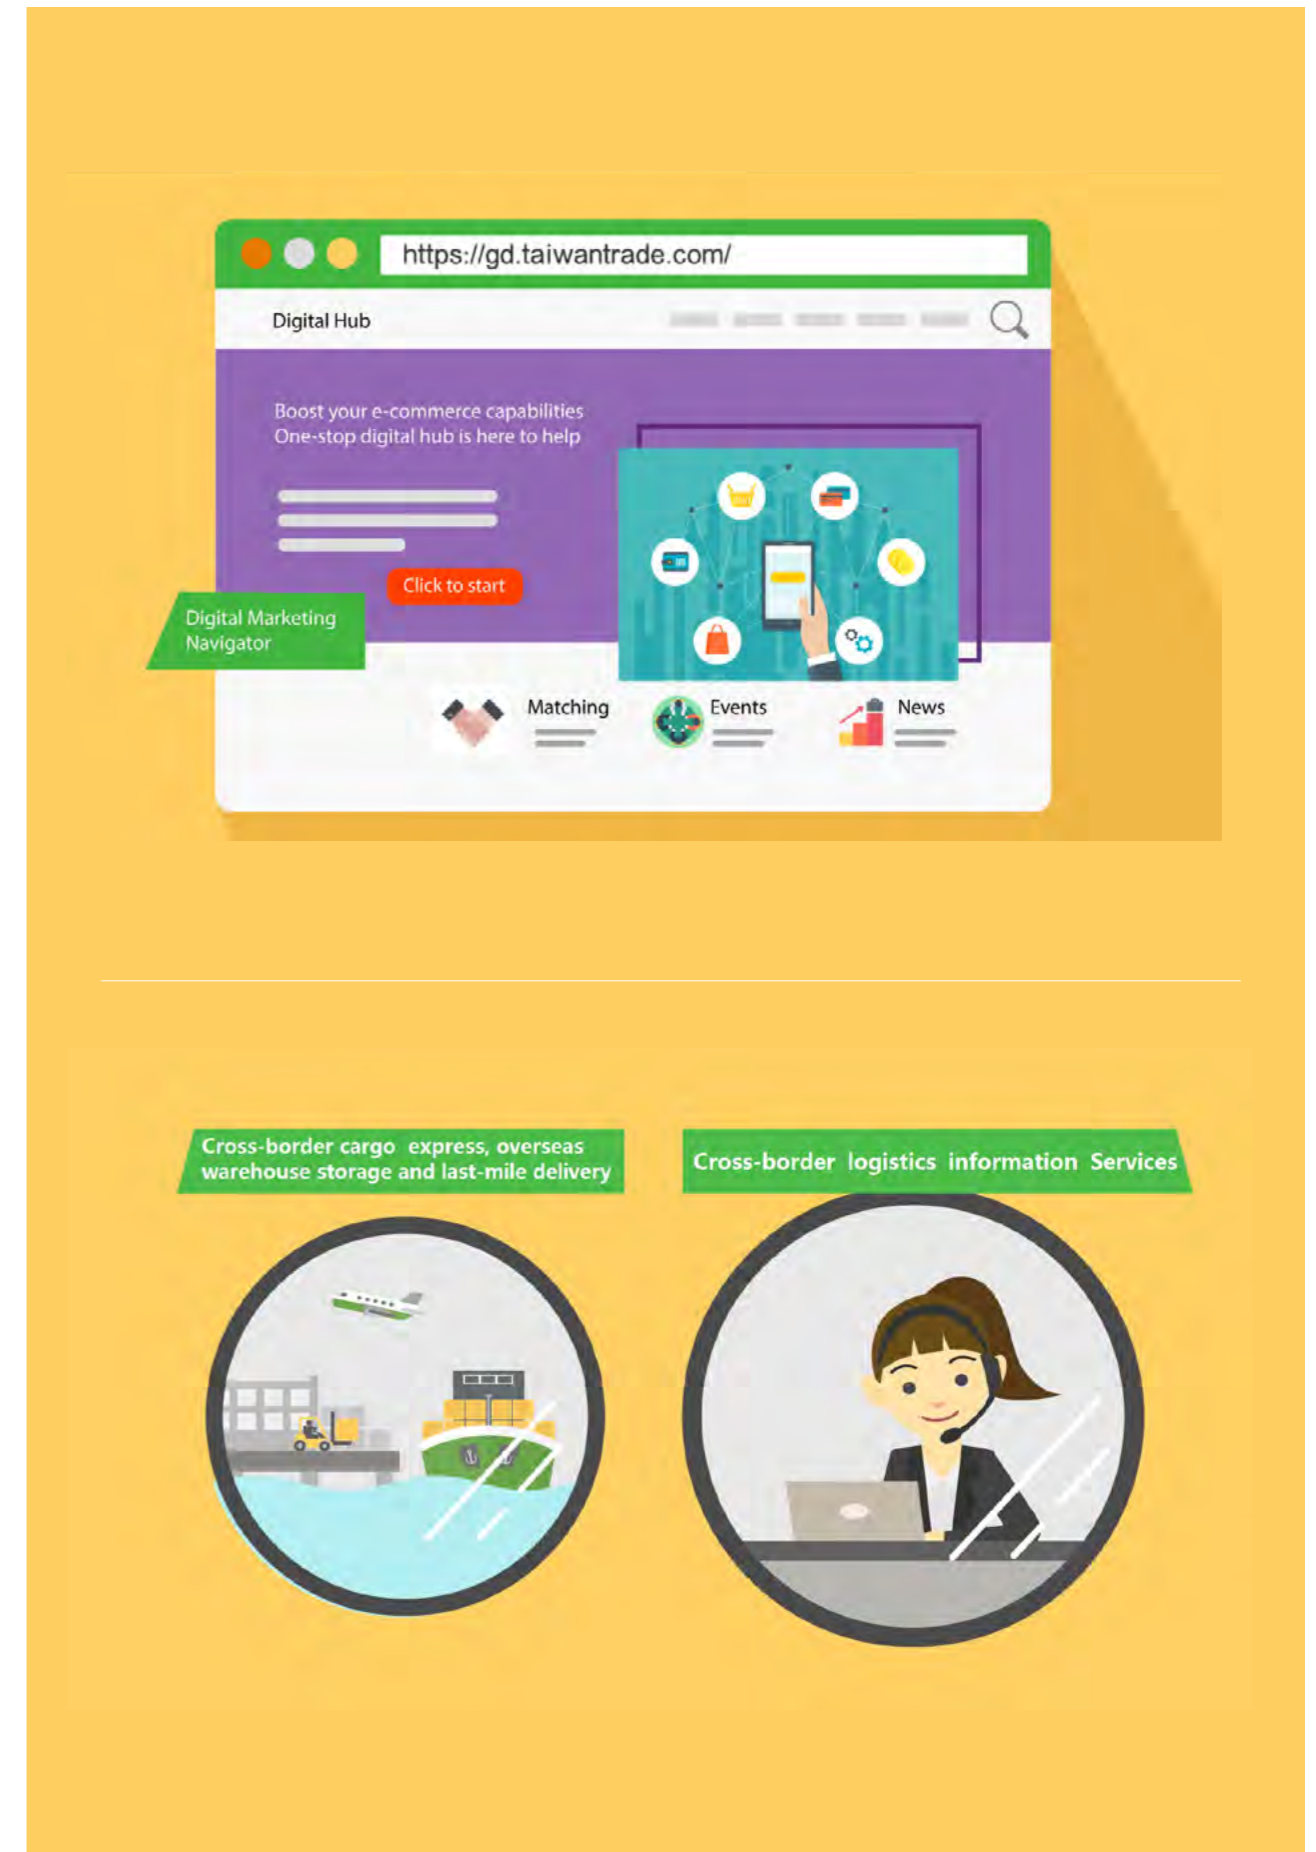 https://gd.taiwantrade.com/
Digital Hub
Boost your e-commerce capabilities
One-stop digital hub is here to help
Click to start
Digital Marketing
Navigator
Matching
Events
News
Cross-border cargo express, overseas
warehouse storage and last-mile delivery
Cross-border logistics information Services